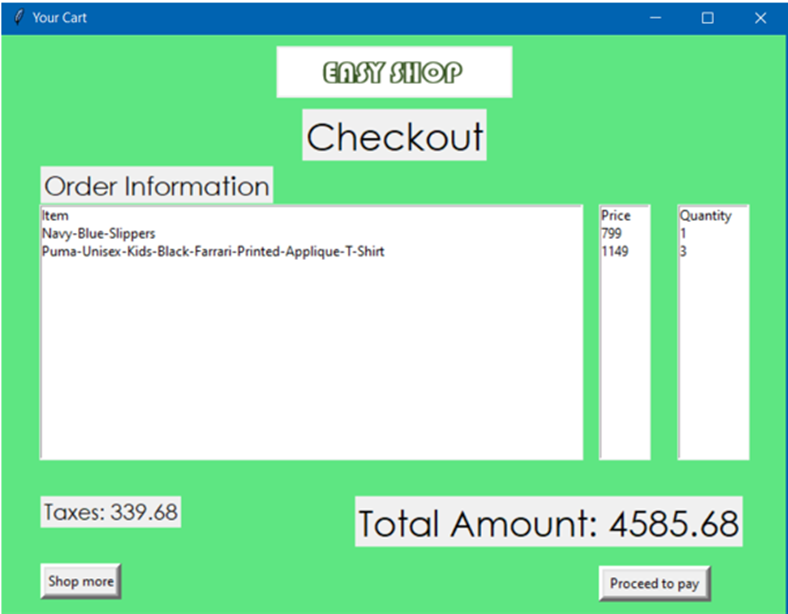 Your Cart
EASY SHOP
Checkout
Order Information
Item Price Quantity
Navy-Blue-Slippers 799 1
Puma-Unisex-Kids-Black-Farrari-Printed-Applique-T-Shirt 1149 3
Taxes: 339.68
Total Amount: 4585.68
Shop more
Proceed to pay